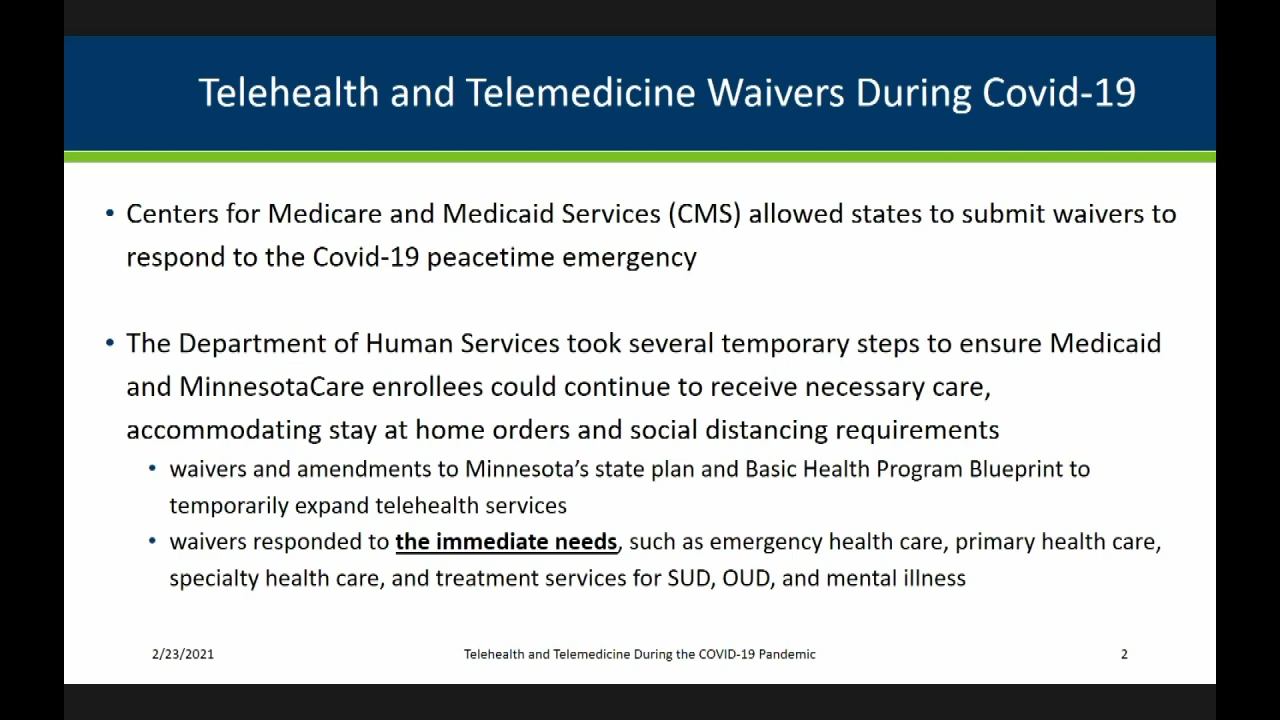 Telehealth and Telemedicine Waivers During Covid-19
• Centers for Medicare and Medicaid Services (CMS) allowed states to submit waivers to
respond to the Covid-19 peacetime emergency
• The Department of Human Services took several temporary steps to ensure Medicaid
and MinnesotaCare enrollees could continue to receive necessary care,
accommodating stay at home orders and social distancing requirements
• waivers and amendments to Minnesota’s state plan and Basic Health Program Blueprint to
temporarily expand telehealth services
• waivers responded to the immediate needs, such as emergency health care, primary health care,
specialty health care, and treatment services for SUD, OUD, and mental illness
2/23/2021 Telehealth and Telemedicine During the COVID-19 Pandemic 2